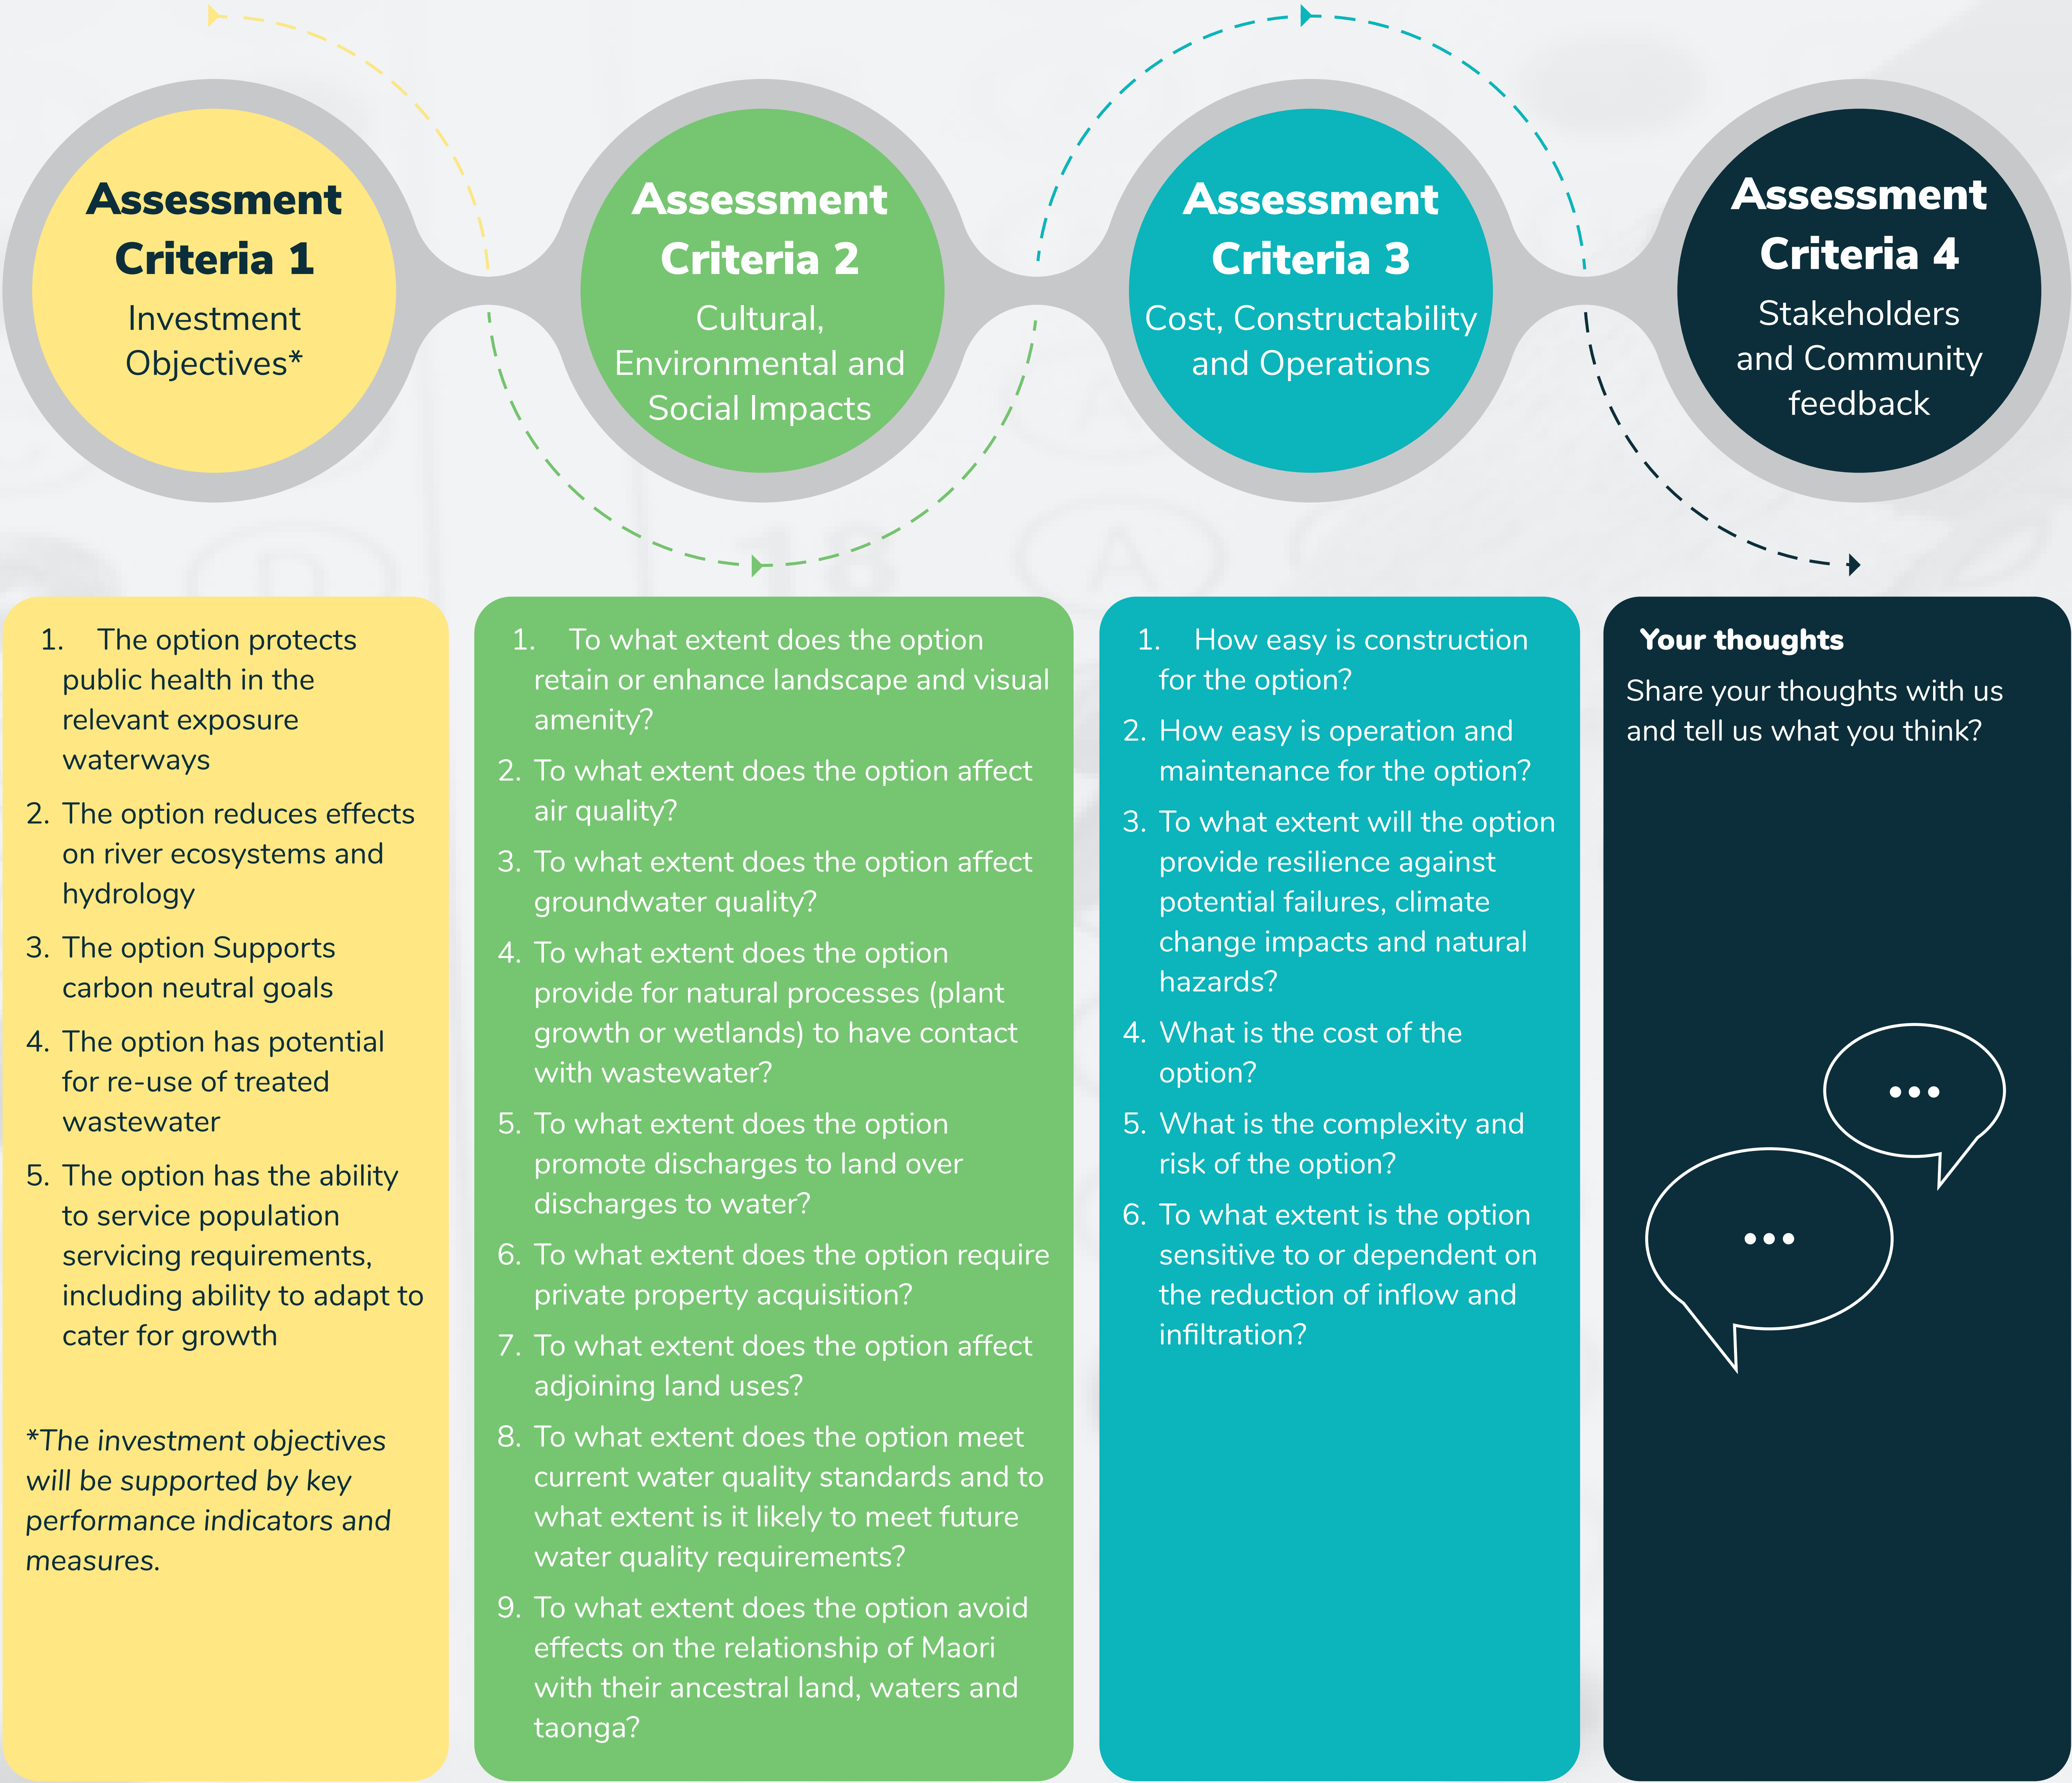 Assessment
Criteria 1
Investment
Objectives*
Assessment
Criteria 2
Cultural,
Environmental and
Social Impacts
Assessment
Criteria 3
Cost, Constructability
and Operations
Assessment
Criteria 4
Stakeholders
and Community
feedback
1. The option protects
public health in the
relevant exposure
waterways
2. The option reduces effects
on river ecosystems and
hydrology
3. The option Supports
carbon neutral goals
4. The option has potential
for re-use of treated
wastewater
5. The option has the ability
to service population
servicing requirements,
including ability to adapt to
cater for growth
*The investment objectives
will be supported by key
performance indicators and
measures.
1. To what extent does the option
retain or enhance landscape and visual
amenity?
2. To what extent does the option affect
air quality?
3. To what extent does the option affect
groundwater quality?
4. To what extent does the option
provide for natural processes (plant
growth or wetlands) to have contact
with wastewater?
5. To what extent does the option
promote discharges to land over
discharges to water?
6. To what extent does the option require
private property acquisition?
7. To what extent does the option affect
adjoining land uses?
8. To what extent does the option meet
current water quality standards and to
what extent is it likely to meet future
water quality requirements?
9. To what extent does the option avoid
effects on the relationship of Maori
with their ancestral land, waters and
taonga?
1. How easy is construction
for the option?
2. How easy is operation and
maintenance for the option?
3. To what extent will the option
provide resilience against
potential failures, climate
change impacts and natural
hazards?
4. What is the cost of the
option?
5. What is the complexity and
risk of the option?
6. To what extent is the option
sensitive to or dependent on
the reduction of inflow and
infiltration?
Your thoughts
Share your thoughts with us
and tell us what you think?